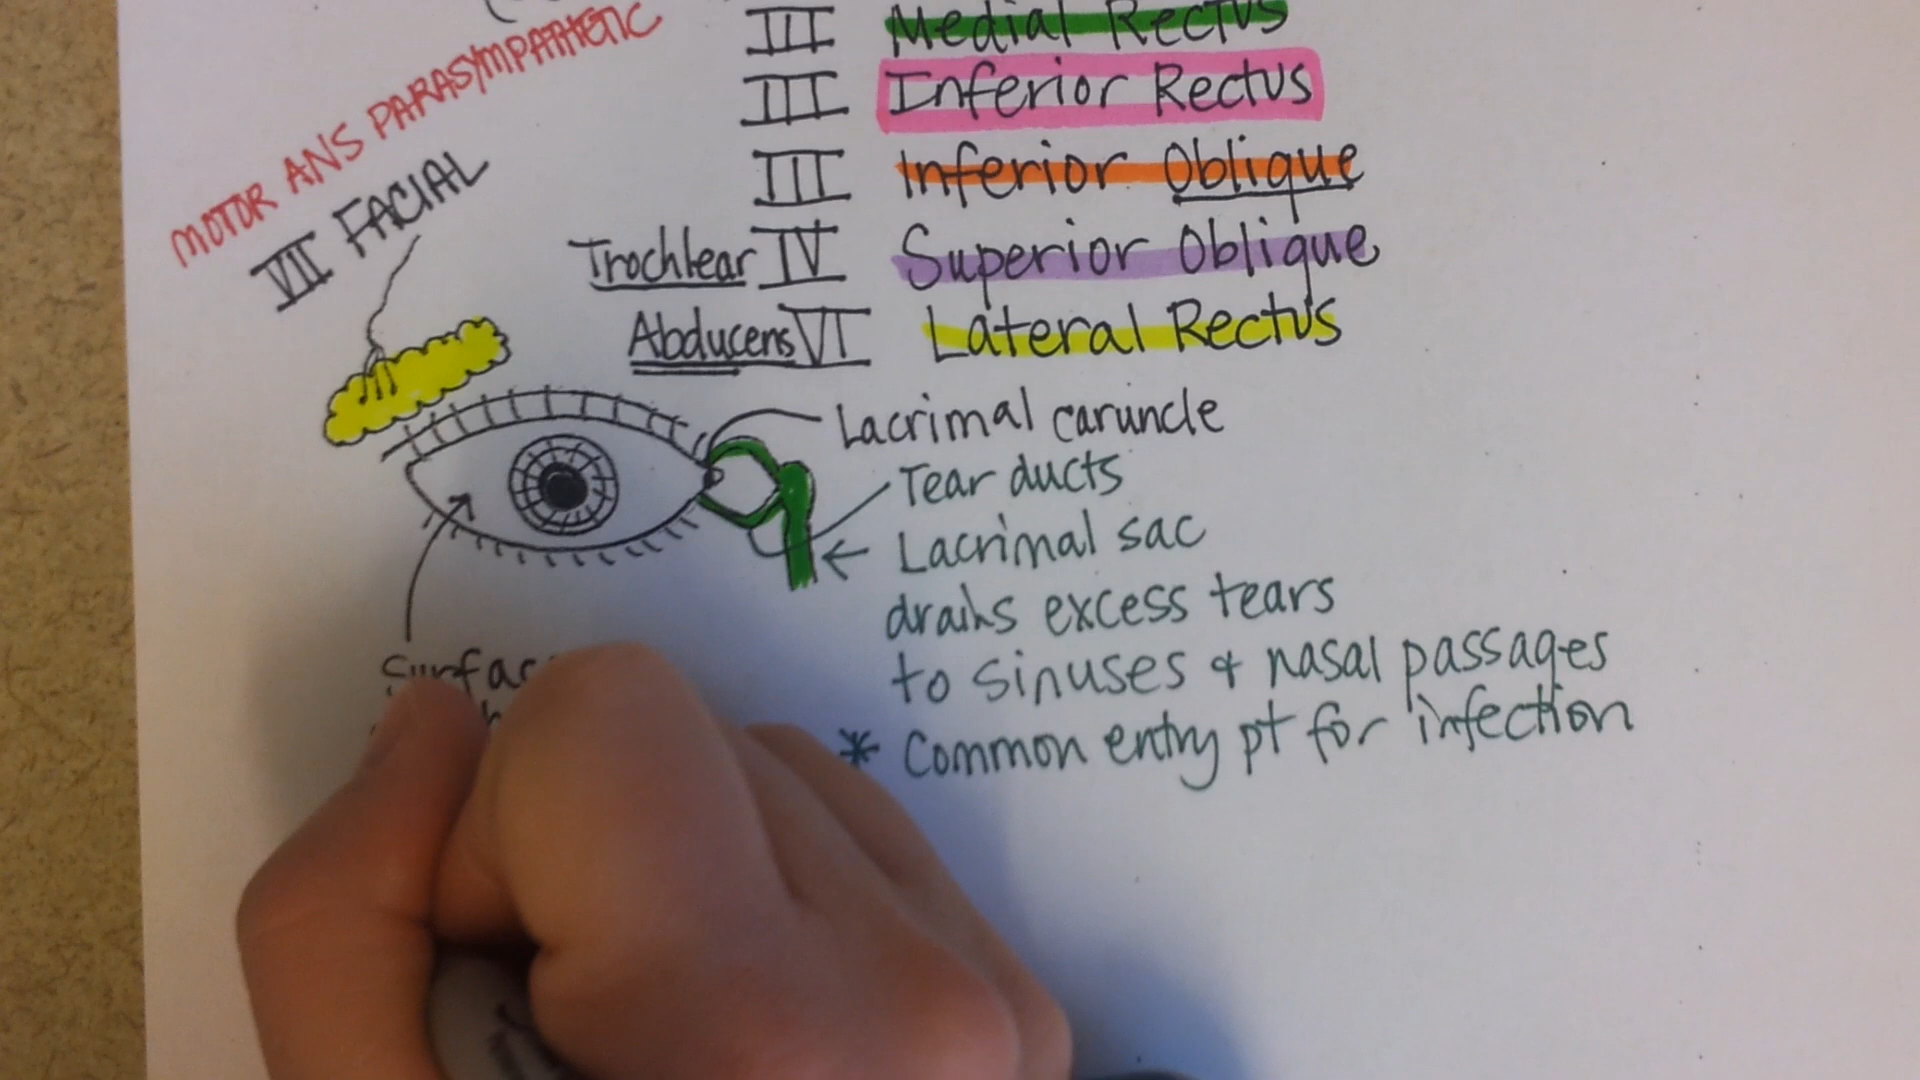 MOTOR ANS PARASYMPATHETIC
VII FACIAL
III Medial Rectus
III Inferior Rectus
III Inferior Oblique
Trochlear IV Superior Oblique
Abducens VI Lateral Rectus
Lacrimal caruncle
Tear ducts
← Lacrimal sac
drains excess tears
to sinuses & nasal passages
* Common entry pt for infection